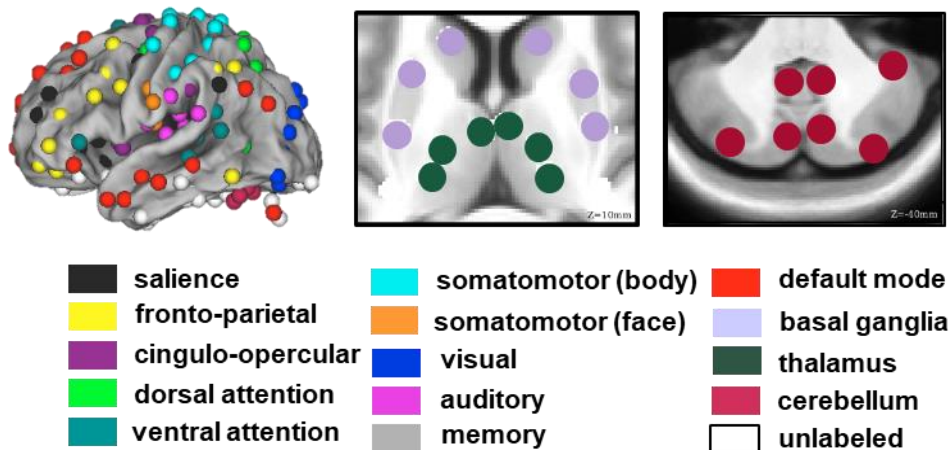 Z=10mm
Z=-40mm
salience
fronto-parietal
cingulo-opercular
dorsal attention
ventral attention
somatomotor (body)
somatomotor (face)
visual
auditory
memory
default mode
basal ganglia
thalamus
cerebellum
unlabeled